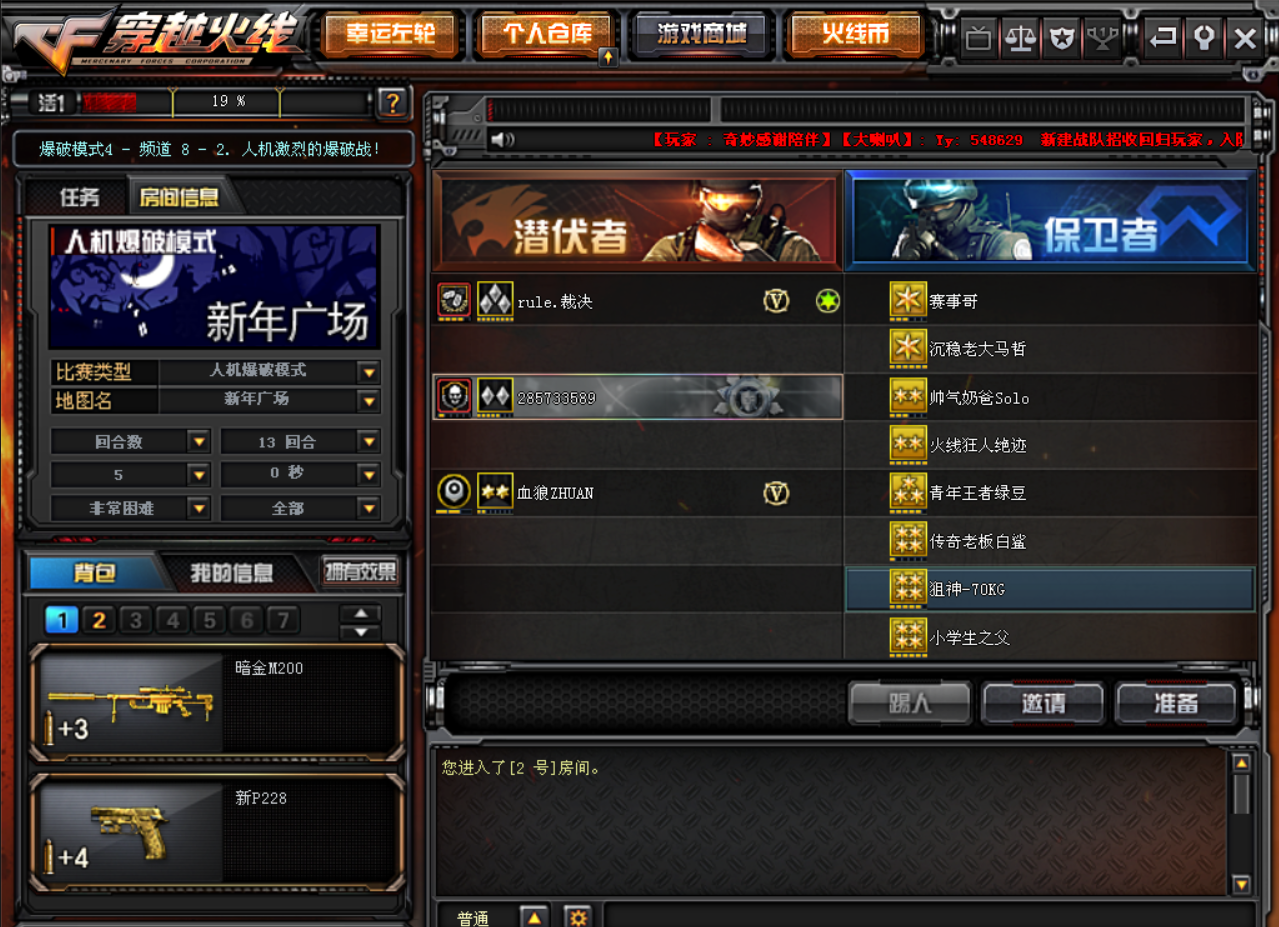 穿越火线
MERCENARY FORCES CORPORATION
幸运左轮
个人仓库
游戏商城
火线币
活1
19 %
?
爆破模式4 - 频道 8 - 2. 人机激烈的爆破战!
【玩家 : 奇妙感谢陪伴】【大喇叭】: Yy: 548629 新建战队招收回归玩家,入队
任务
房间信息
人机爆破模式
新年广场
比赛类型
人机爆破模式
地图名
新年广场
回合数
13 回合
5
0 秒
非常困难
全部
背包
我的信息
拥有效果
1 2 3 4 5 6 7
暗金M200
+3
新P228
+4
潜伏者
保卫者
rule.裁决
赛事哥
沉稳老大马哲
285733589
帅气奶爸Solo
火线狂人绝迹
血狼ZHUAN
青年王者绿豆
传奇老板白鲨
狙神-70KG
小学生之父
踢人
邀请
准备
您进入了[2 号]房间。
普通